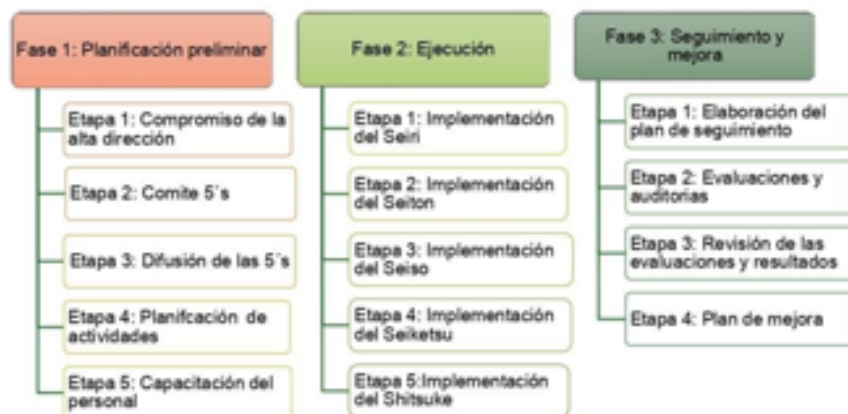 Fase 1: Planificación preliminar
Etapa 1: Compromiso de la
alta dirección
Etapa 2: Comite 5´s
Etapa 3: Difusión de las 5´s
Etapa 4: Planifcación de
actividades
Etapa 5: Capacitación del
personal
Fase 2: Ejecución
Etapa 1: Implementación
del Seiri
Etapa 2: Implementación
del Seiton
Etapa 3: Implementación
del Seiso
Etapa 4: Implementación
del Seiketsu
Etapa 5:Implementación
del Shitsuke
Fase 3: Seguimiento y
mejora
Etapa 1: Elaboración del
plan de seguimiento
Etapa 2: Evaluaciones y
auditorias
Etapa 3: Revisión de las
evaluaciones y resultados
Etapa 4: Plan de mejora